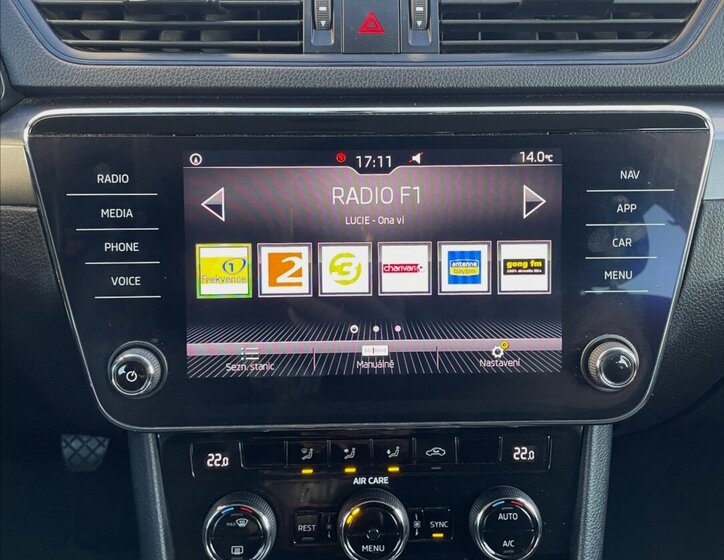 17:11
14.0°C
RADIO
MEDIA
PHONE
VOICE
RADIO F1
LUCIE - Ona ví
1
Frekvence
2
3
charivari
antenne
bayern
gong fm
Sezn. stanic
Manuálně
Nastavení
NAV
APP
CAR
MENU
22.0
22.0
AIR CARE
MAX
REST
MENU
SYNC
AUTO
A/C